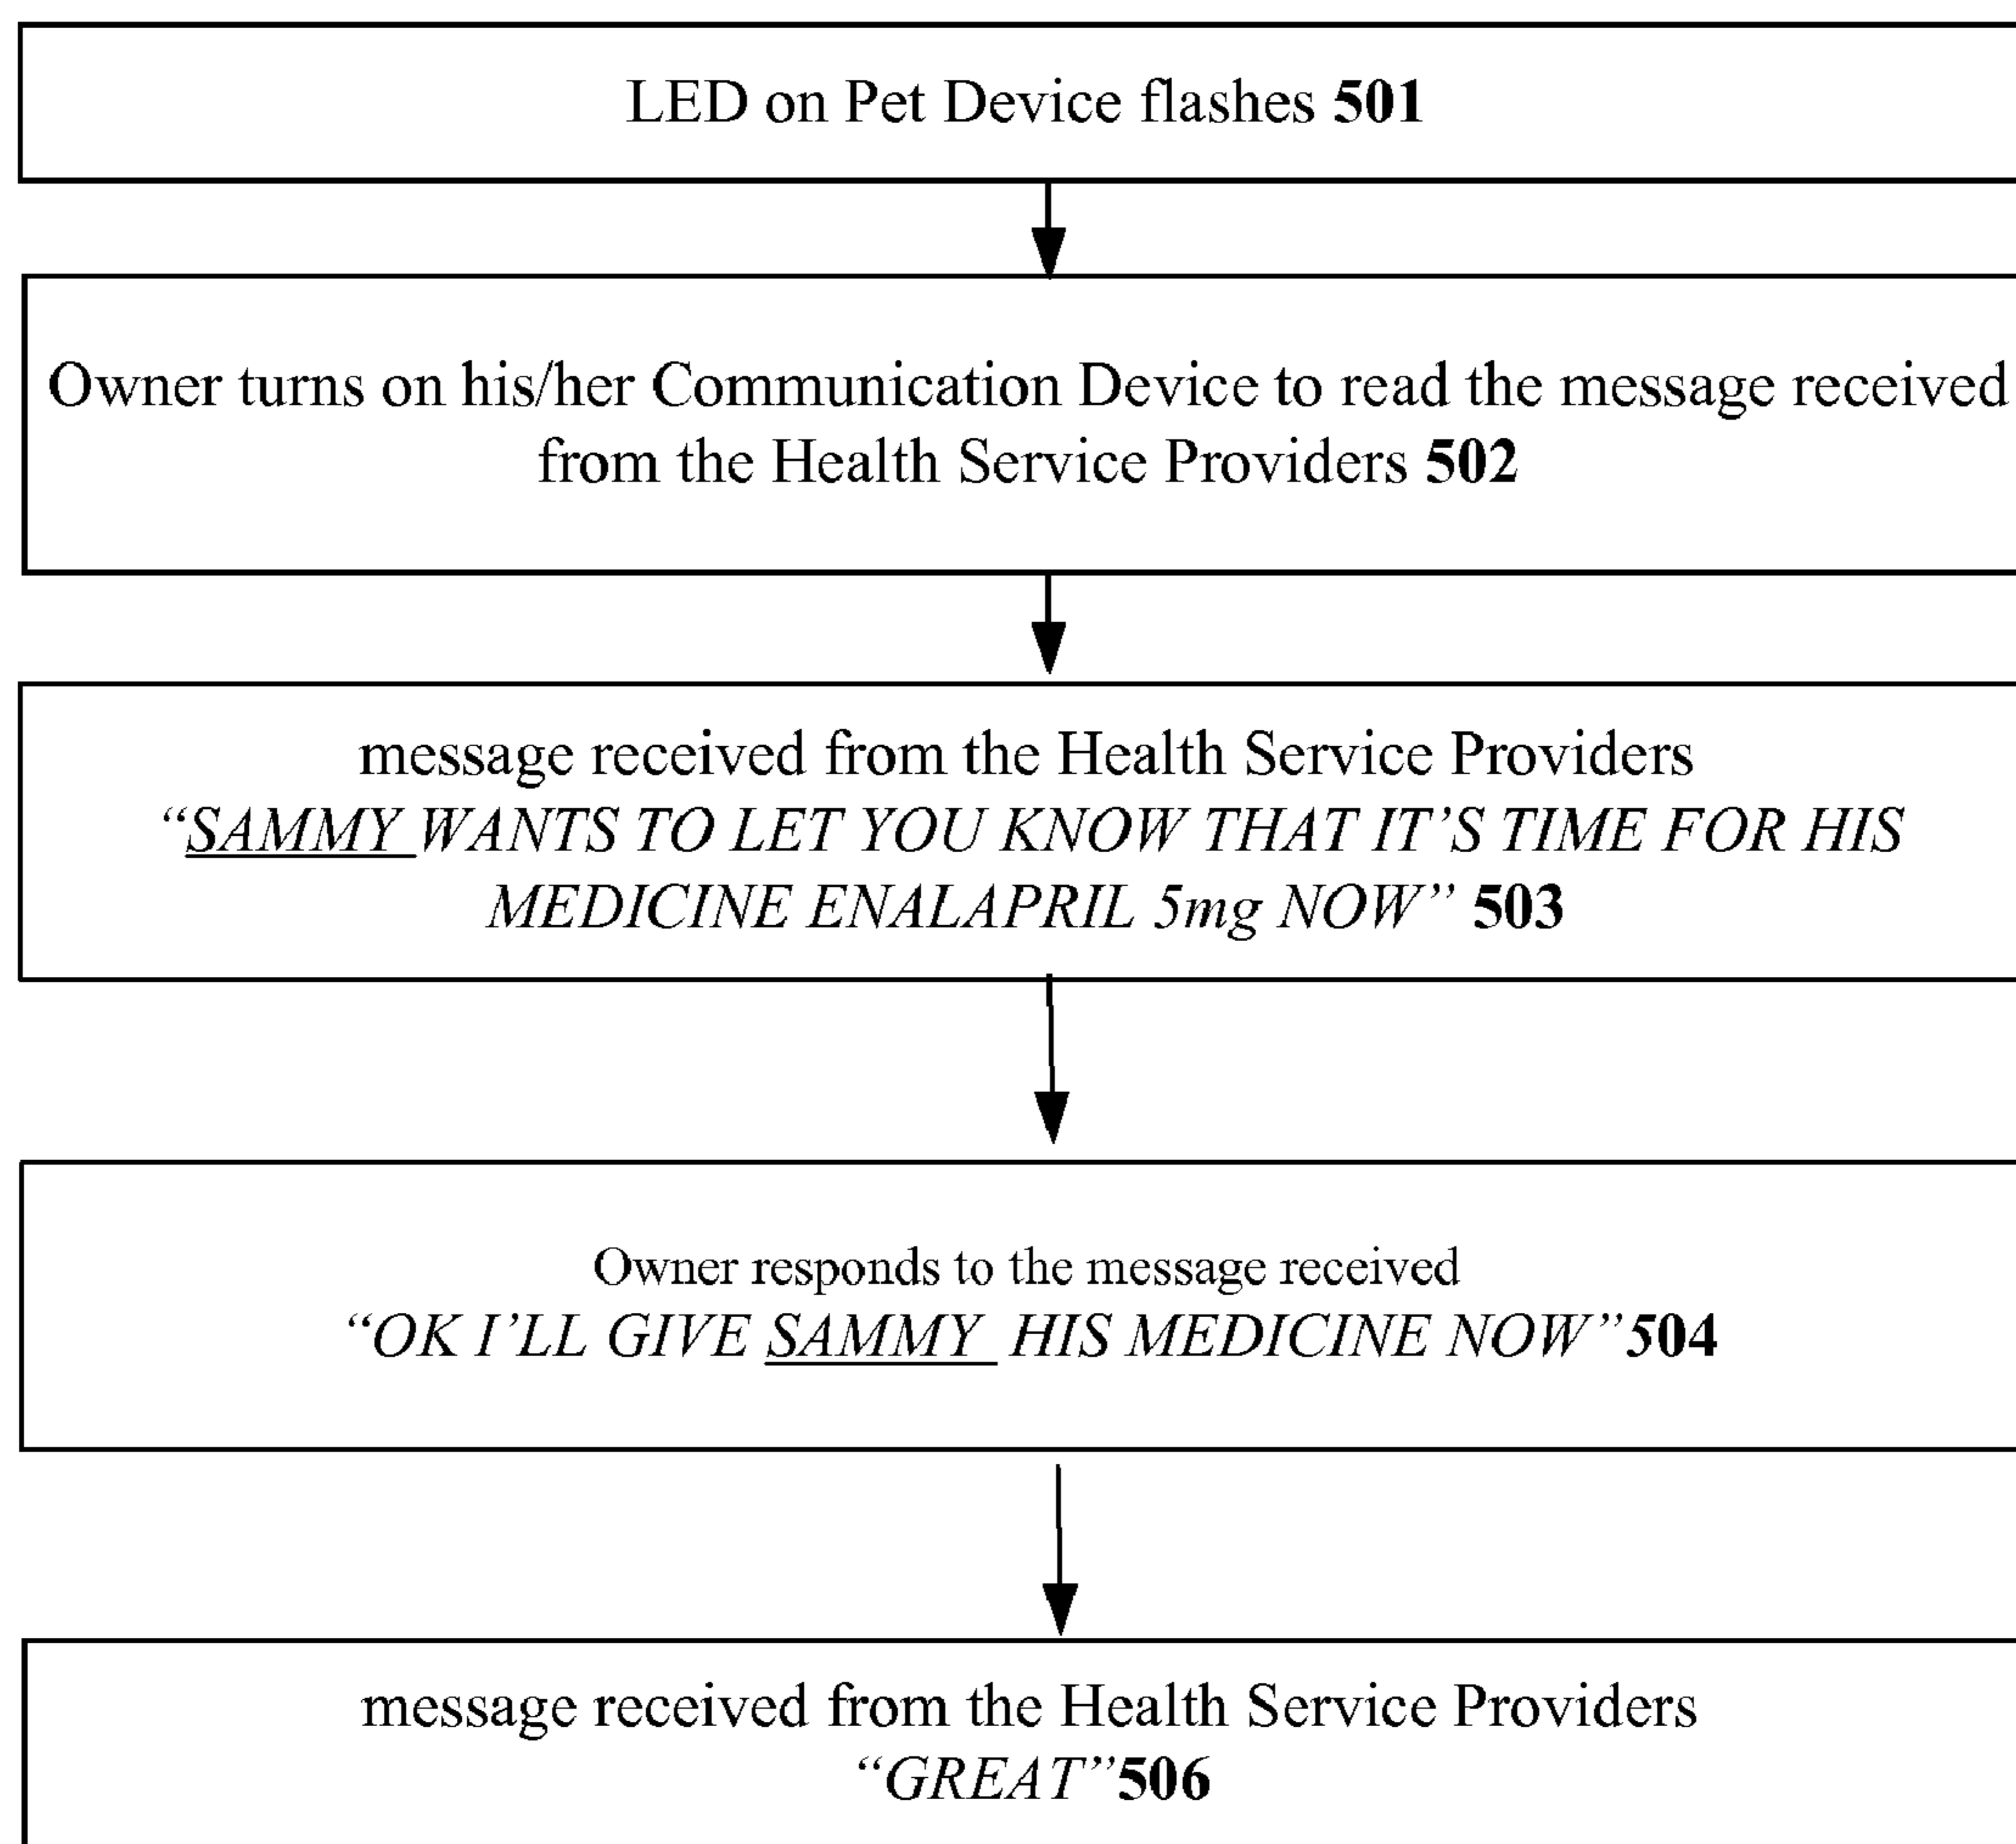 LED on Pet Device flashes 501
Owner turns on his/her Communication Device to read the message received
from the Health Service Providers 502
message received from the Health Service Providers
“SAMMY WANTS TO LET YOU KNOW THAT IT’S TIME FOR HIS
MEDICINE ENALAPRIL 5mg NOW” 503
Owner responds to the message received
“OK I’LL GIVE SAMMY HIS MEDICINE NOW”504
message received from the Health Service Providers
“GREAT”506